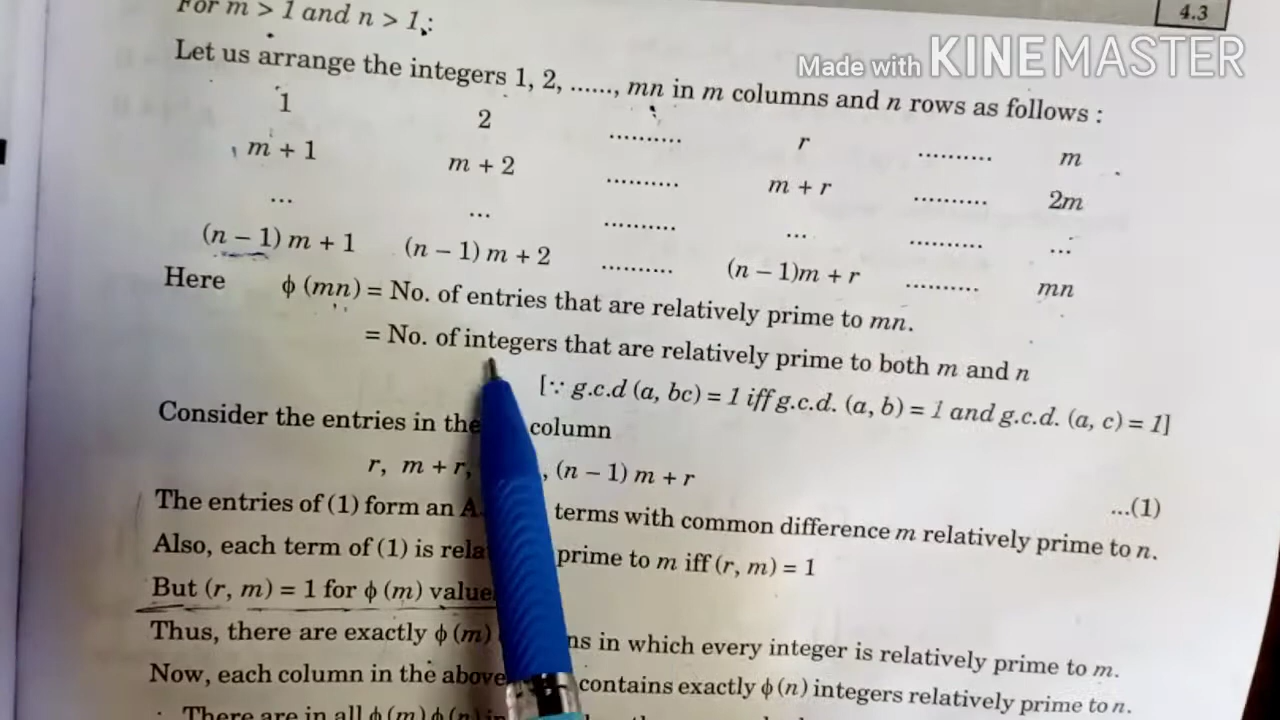 For m > 1 and n > 1,:
4.3
Made with KINEMASTER
Let us arrange the integers 1, 2, ......, mn in m columns and n rows as follows :
1 2 .......... r .......... m
m + 1 m + 2 .......... m + r .......... 2m
... ... .......... ... .......... ...
(n − 1) m + 1 (n − 1) m + 2 .......... (n − 1)m + r .......... mn
Here ϕ (mn) = No. of entries that are relatively prime to mn.
= No. of integers that are relatively prime to both m and n
[∵ g.c.d (a, bc) = 1 iff g.c.d. (a, b) = 1 and g.c.d. (a, c) = 1]
Consider the entries in the column
r, m + r, , (n − 1) m + r ...(1)
The entries of (1) form an A. terms with common difference m relatively prime to n.
Also, each term of (1) is prime to m iff (r, m) = 1
But (r, m) = 1 for ϕ (m)
Thus, there are exactly ϕ (m) in which every integer is relatively prime to m.
Now, each column in the above contains exactly ϕ (n) integers relatively prime to n.
There are in all ϕ(m) ϕ(n)